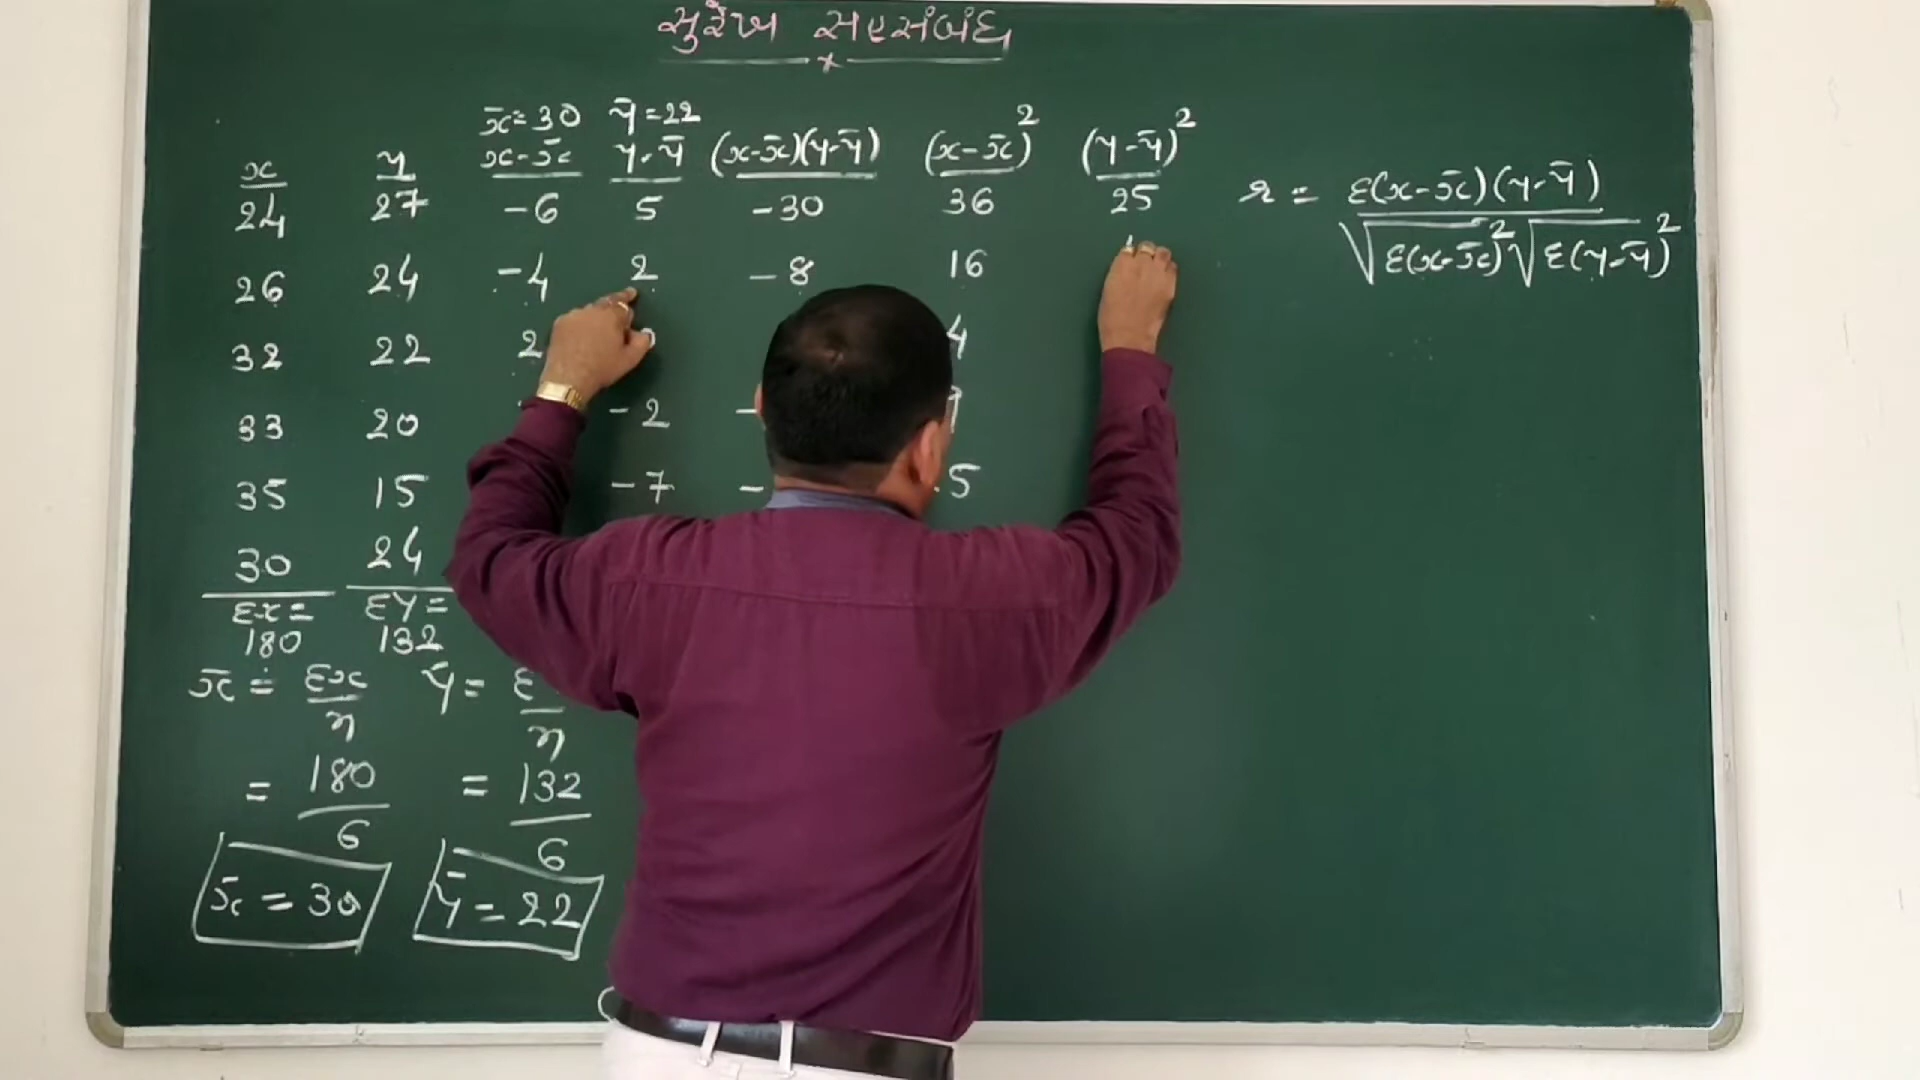 સુરેખ સહસંબંધ
x̄=30 ȳ=22
x y x-x̄ y-ȳ (x-x̄)(y-ȳ) (x-x̄)² (y-ȳ)²
24 27 -6 5 -30 36 25
r = Σ(x-x̄)(y-ȳ)
√Σ(x-x̄)² √Σ(y-ȳ)²
26 24 -4 2 -8 16
32 22 2 4
33 20 -2 -
35 15 -7 - 5
30 24
Σx= Σy=
180 132
x̄ = Σx/n ȳ = Σ /n
= 180/6 = 132/6
x̄ = 30 ȳ = 22